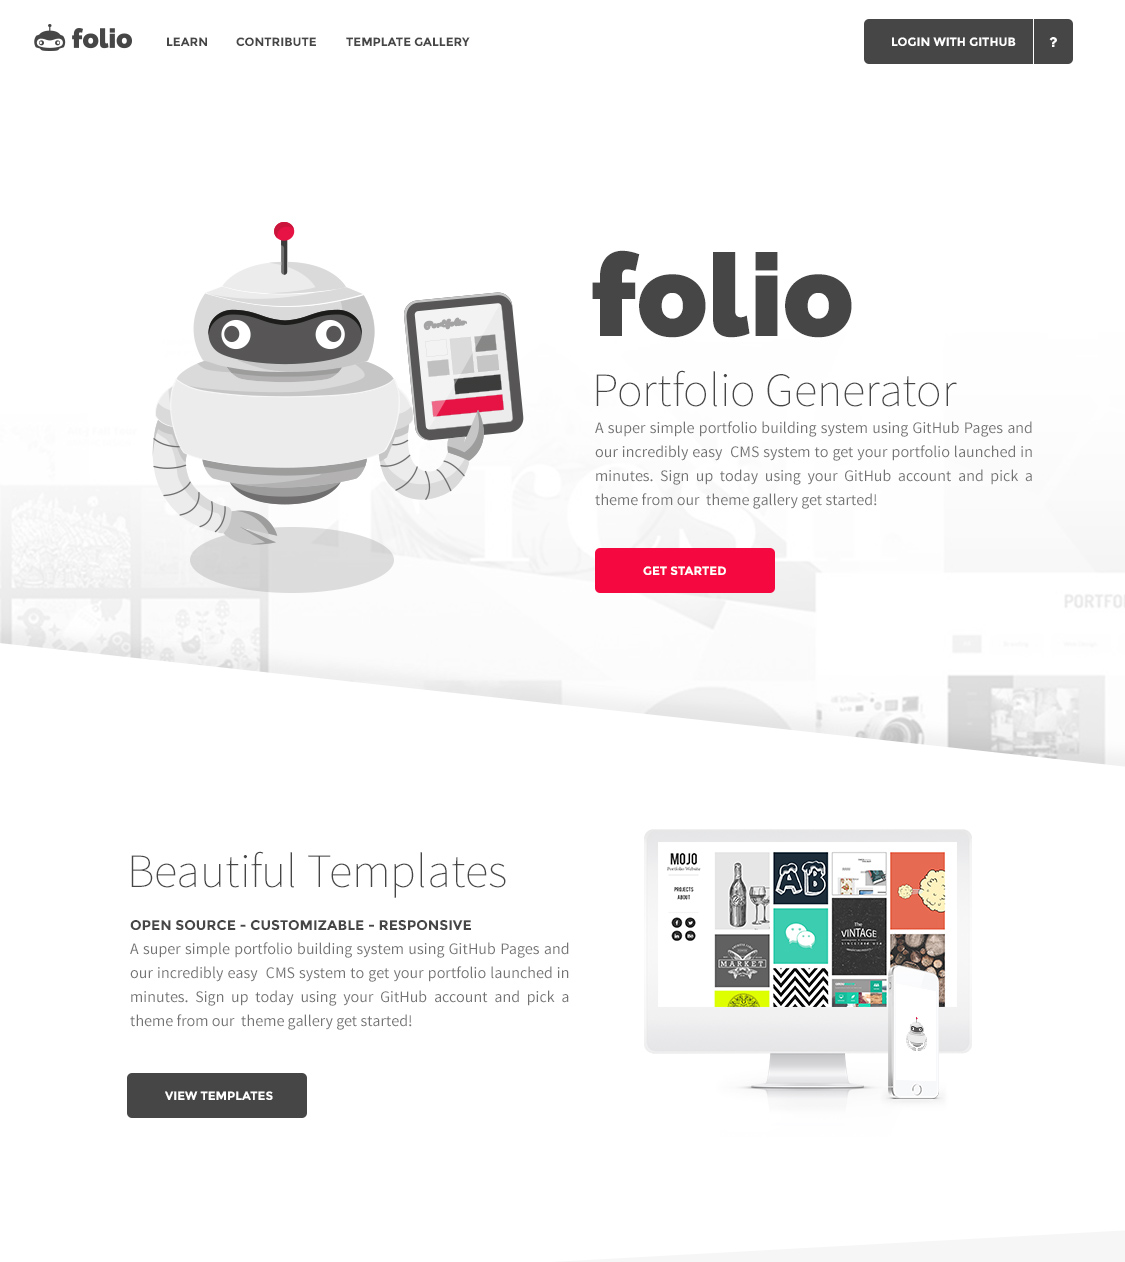 folio
LEARN
CONTRIBUTE
TEMPLATE GALLERY
LOGIN WITH GITHUB
?
Portfolio
folio
Portfolio Generator
A super simple portfolio building system using GitHub Pages and
our incredibly easy CMS system to get your portfolio launched in
minutes. Sign up today using your GitHub account and pick a
theme from our theme gallery get started!
GET STARTED
PORTFO
Beautiful Templates
OPEN SOURCE - CUSTOMIZABLE - RESPONSIVE
A super simple portfolio building system using GitHub Pages and
our incredibly easy CMS system to get your portfolio launched in
minutes. Sign up today using your GitHub account and pick a
theme from our theme gallery get started!
VIEW TEMPLATES
MOJO
Portfolio Website
PROJECTS
ABOUT
AB
The
VINTAGE
MARKET